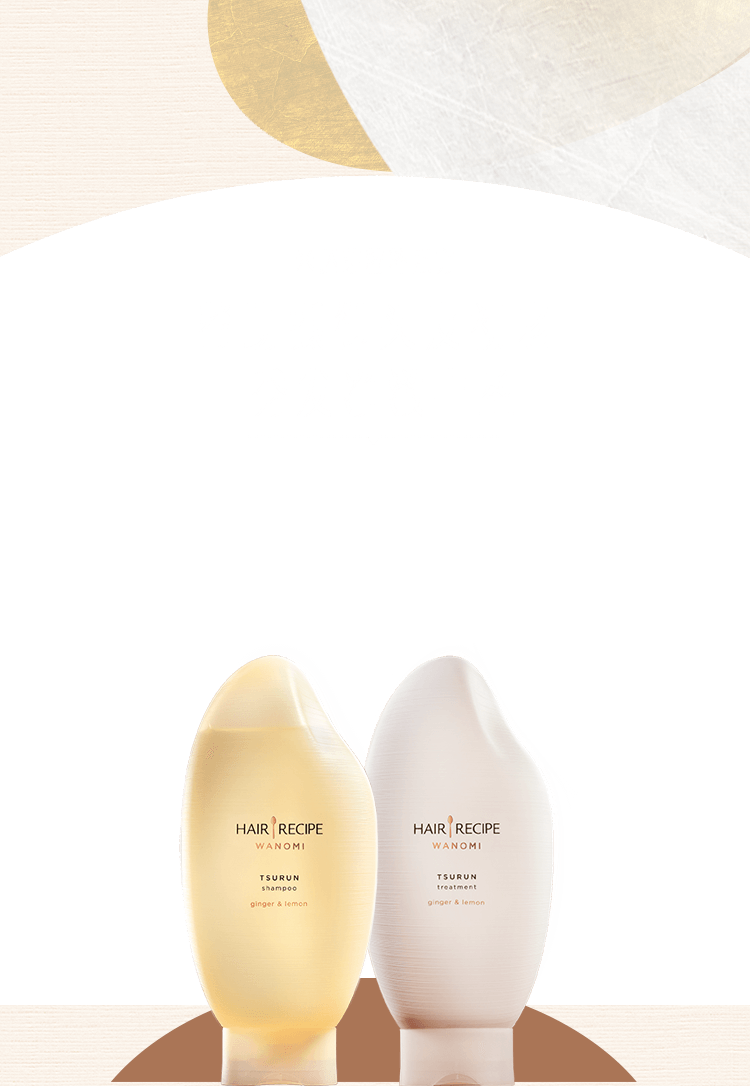 HAIR RECIPE
WANOMI
TSURUN
shampoo
ginger & lemon
HAIR RECIPE
WANOMI
TSURUN
treatment
ginger & lemon